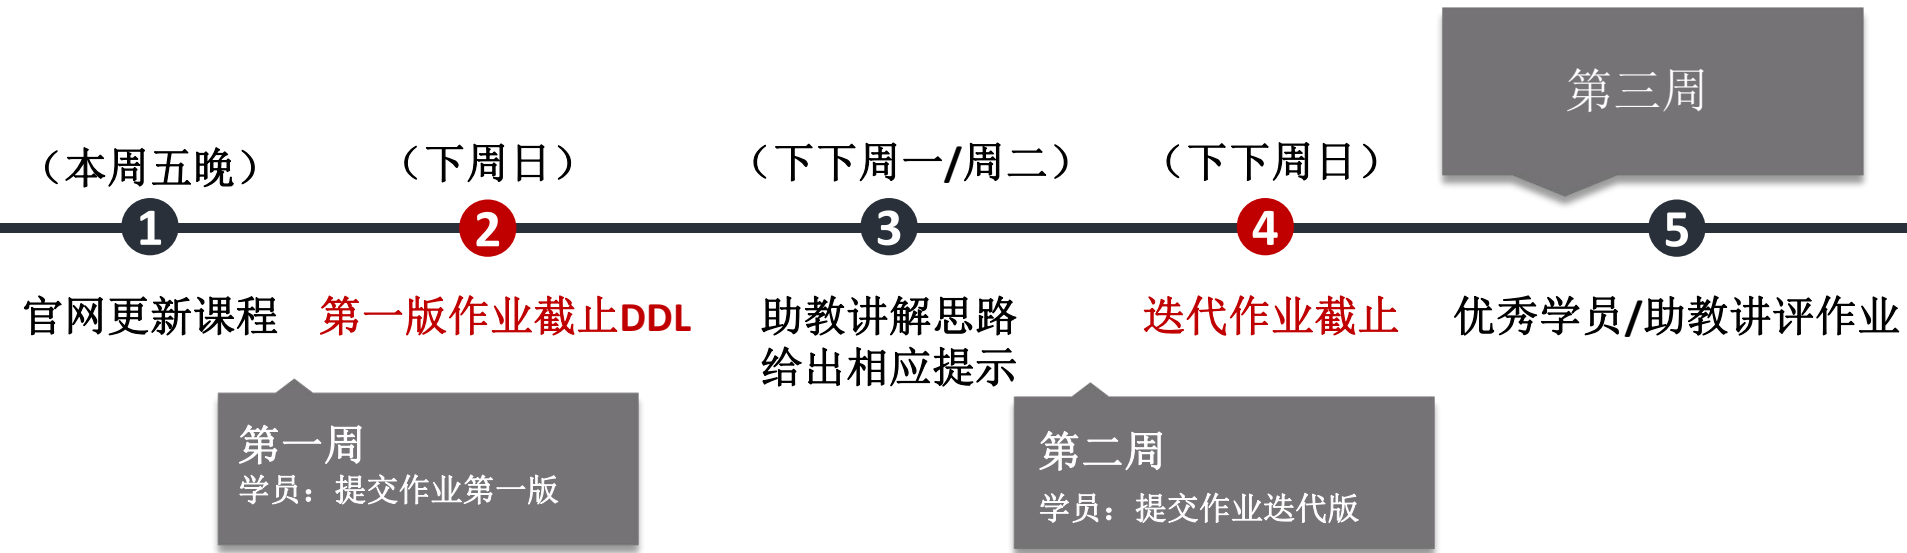 第三周
（本周五晚）
（下周日）
（下下周一/周二）
（下下周日）
1
2
3
4
5
官网更新课程
第一版作业截止DDL
助教讲解思路
给出相应提示
迭代作业截止
优秀学员/助教讲评作业
第一周
学员：提交作业第一版
第二周
学员：提交作业迭代版